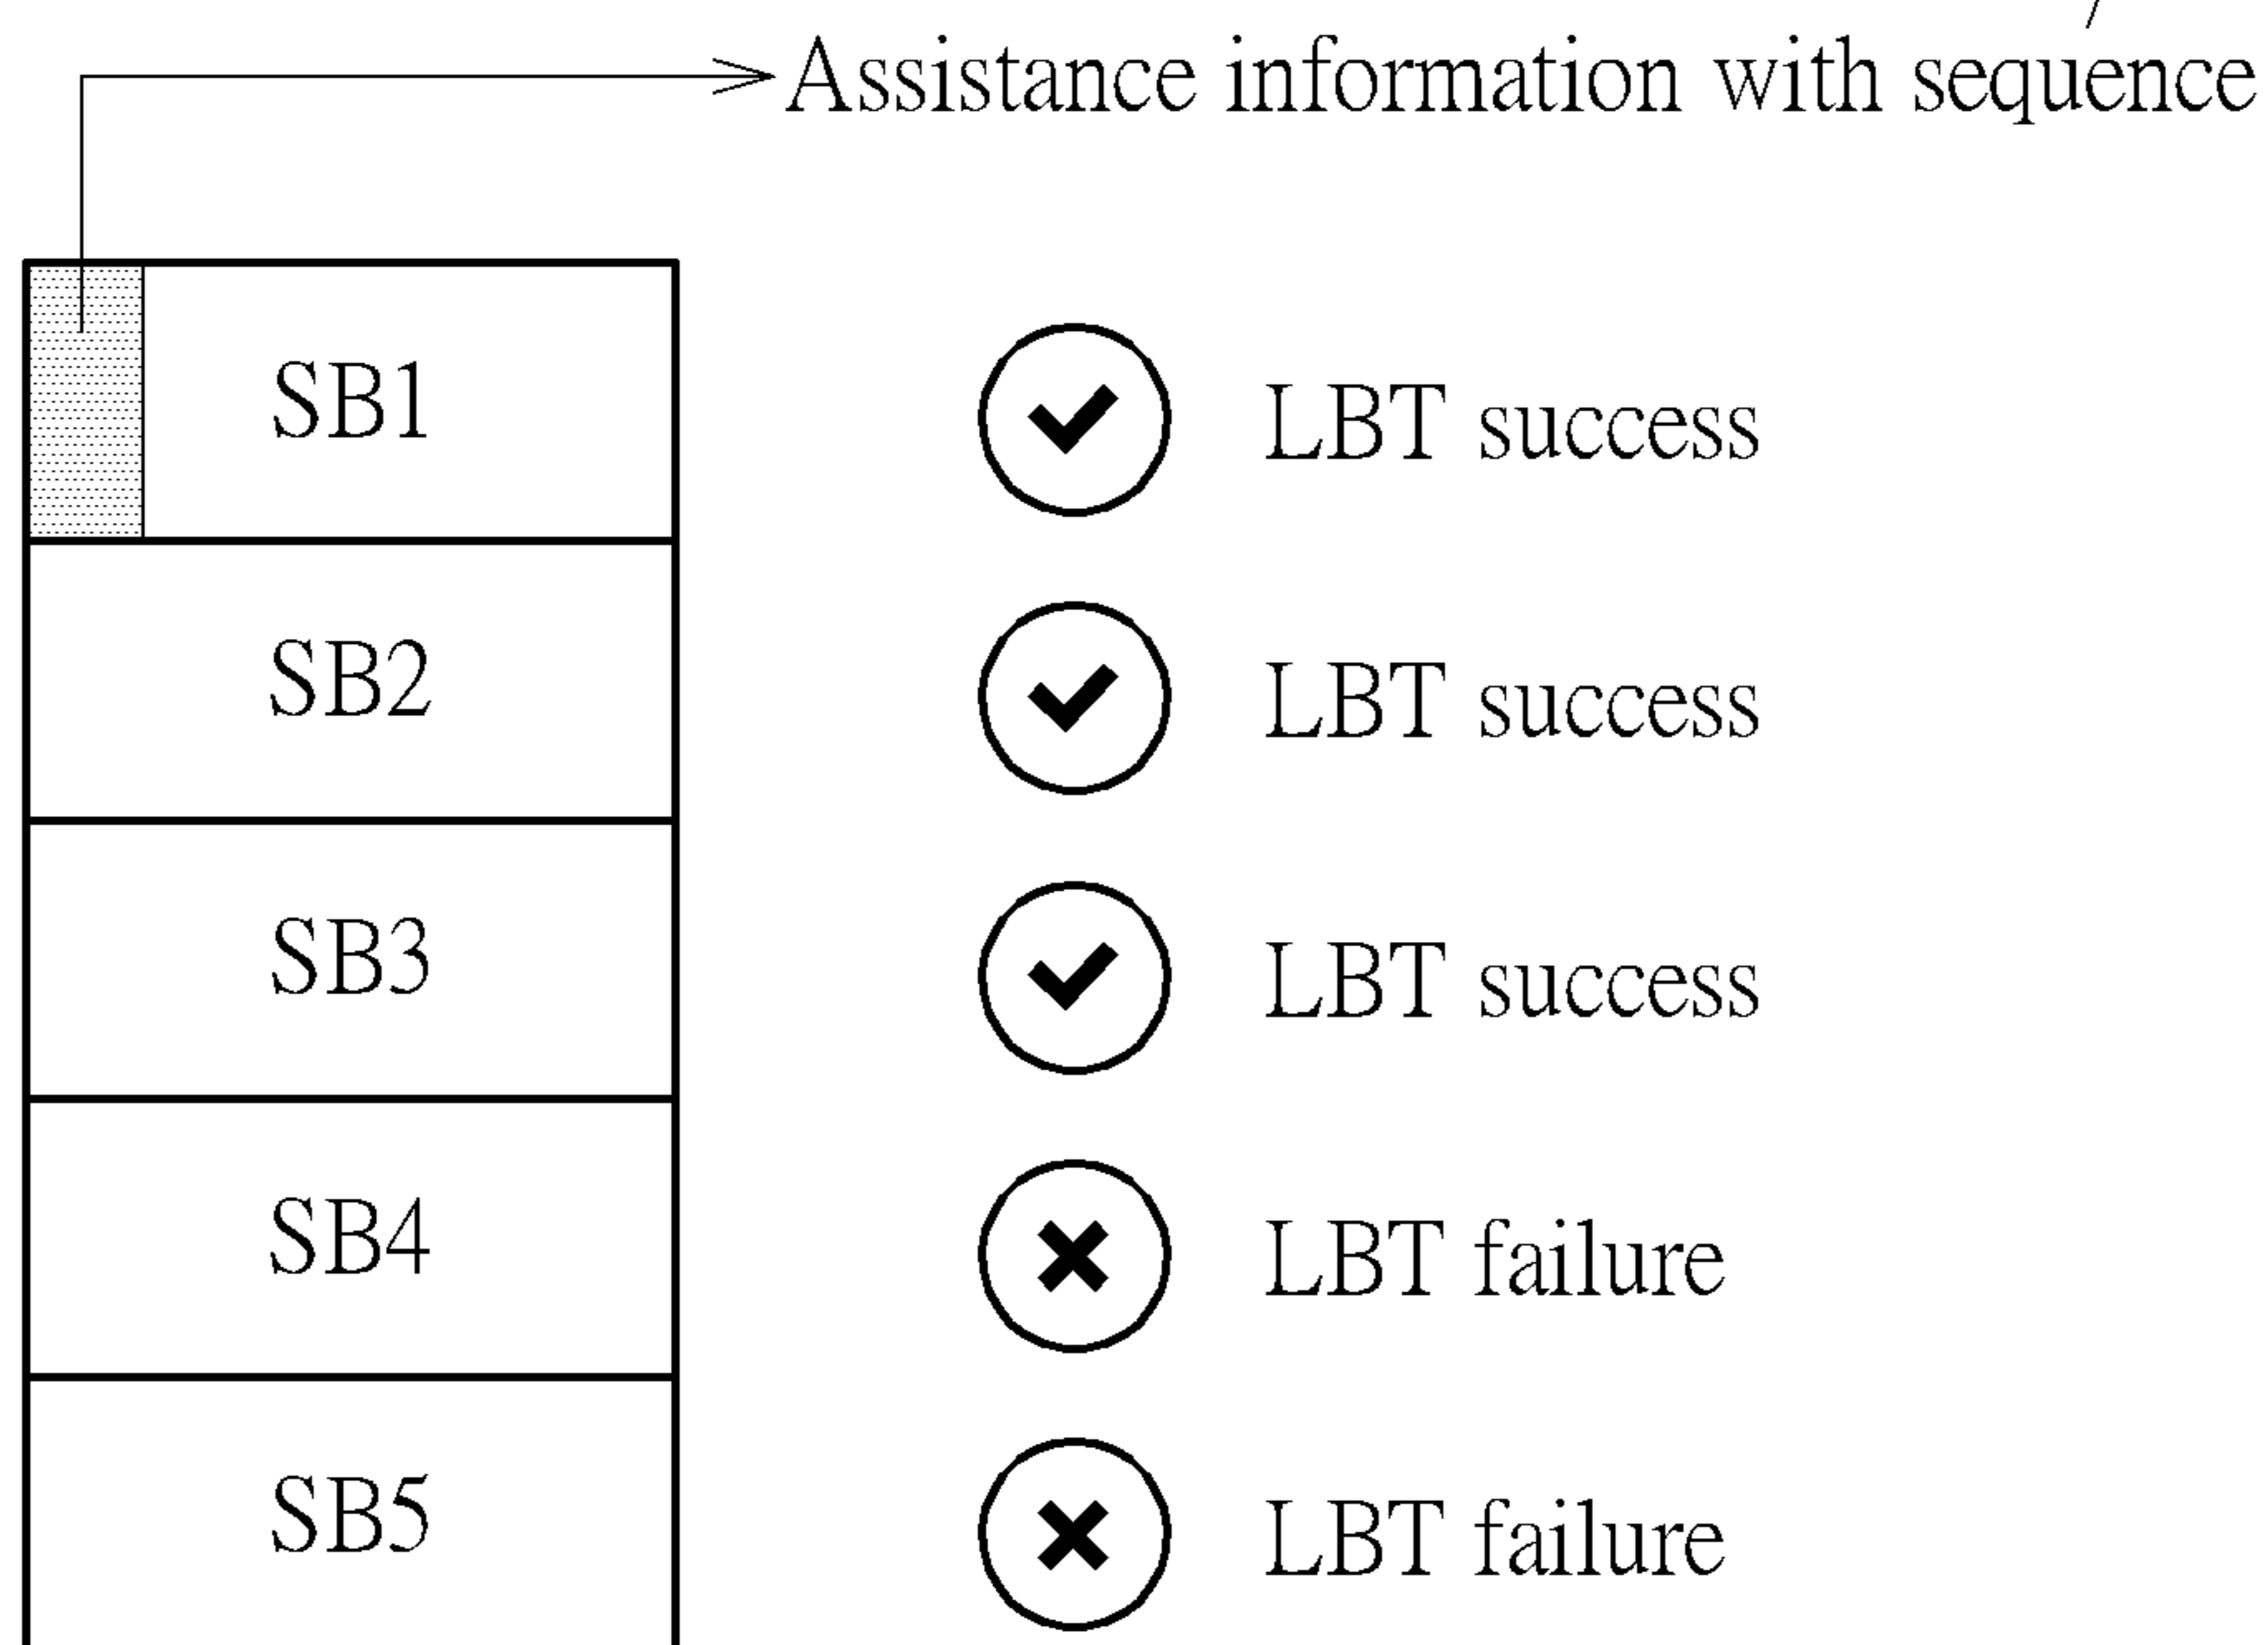 Assistance information with sequence
SB1 LBT success
SB2 LBT success
SB3 LBT success
SB4 LBT failure
SB5 LBT failure